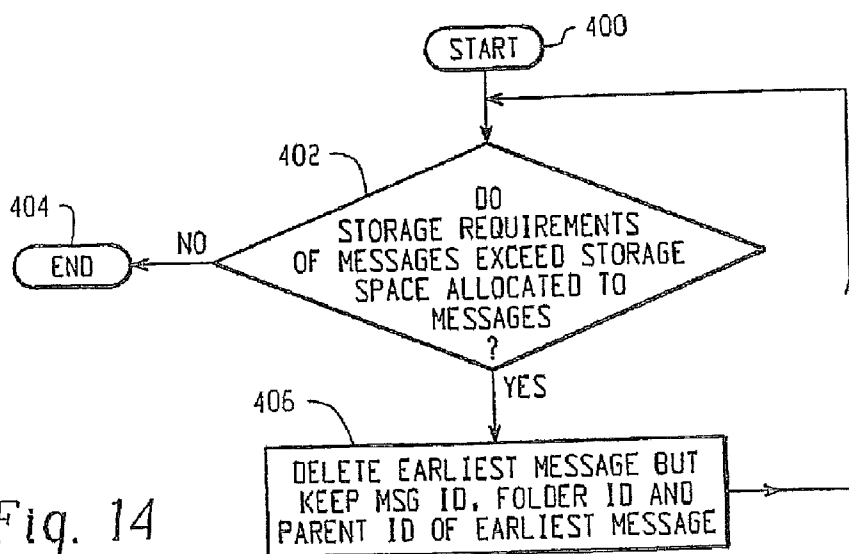 START
400
402
DO
STORAGE REQUIREMENTS
OF MESSAGES EXCEED STORAGE
SPACE ALLOCATED TO
MESSAGES
?
404
NO
END
YES
406
DELETE EARLIEST MESSAGE BUT
KEEP MSG ID, FOLDER ID AND
PARENT ID OF EARLIEST MESSAGE
Fig. 14